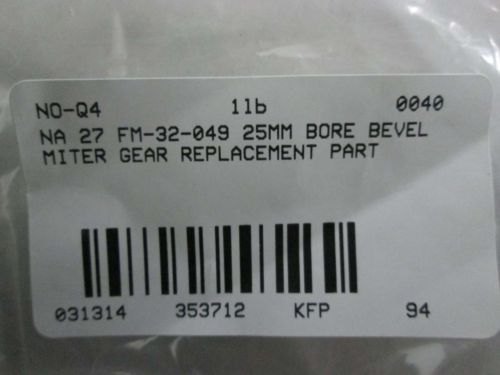 NO-Q4 1lb 0040
NA 27 FM-32-049 25MM BORE BEVEL
MITER GEAR REPLACEMENT PART
031314 353712 KFP 94